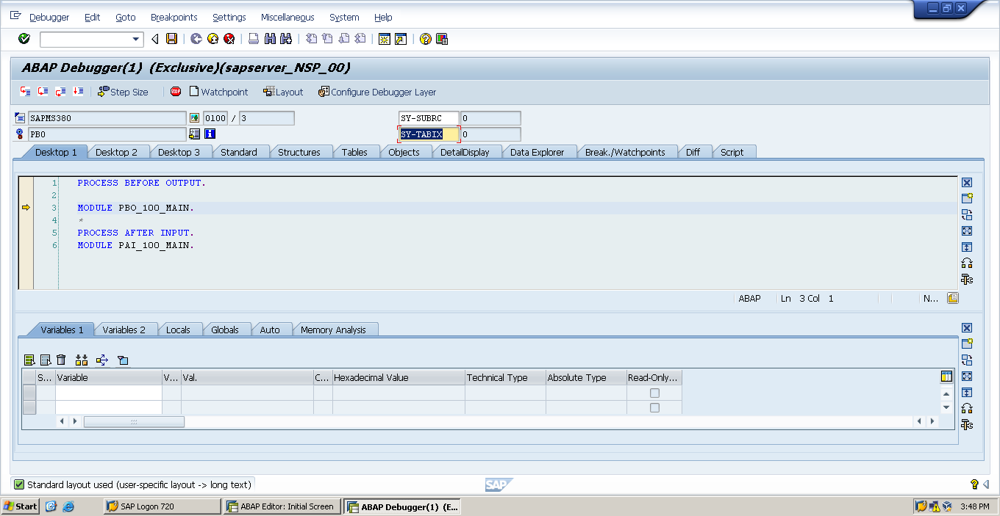 Debugger Edit Goto Breakpoints Settings Miscellaneous System Help
ABAP Debugger(1) (Exclusive)(sapserver_NSP_00)
Step Size STOP Watchpoint Layout Configure Debugger Layer
SAPMS380 0100 / 3 SY-SUBRC 0
PBO SY-TABIX 0
Desktop 1 Desktop 2 Desktop 3 Standard Structures Tables Objects DetailDisplay Data Explorer Break./Watchpoints Diff Script
1 PROCESS BEFORE OUTPUT.
2
3 MODULE PBO_100_MAIN.
4 *
5 PROCESS AFTER INPUT.
6 MODULE PAI_100_MAIN.
ABAP Ln 3 Col 1 N...
Variables 1 Variables 2 Locals Globals Auto Memory Analysis
S... Variable V... Val. C... Hexadecimal Value Technical Type Absolute Type Read-Only...
Standard layout used (user-specific layout -> long text)
SAP
Start SAP Logon 720 ABAP Editor: Initial Screen ABAP Debugger(1) (E... 3:48 PM